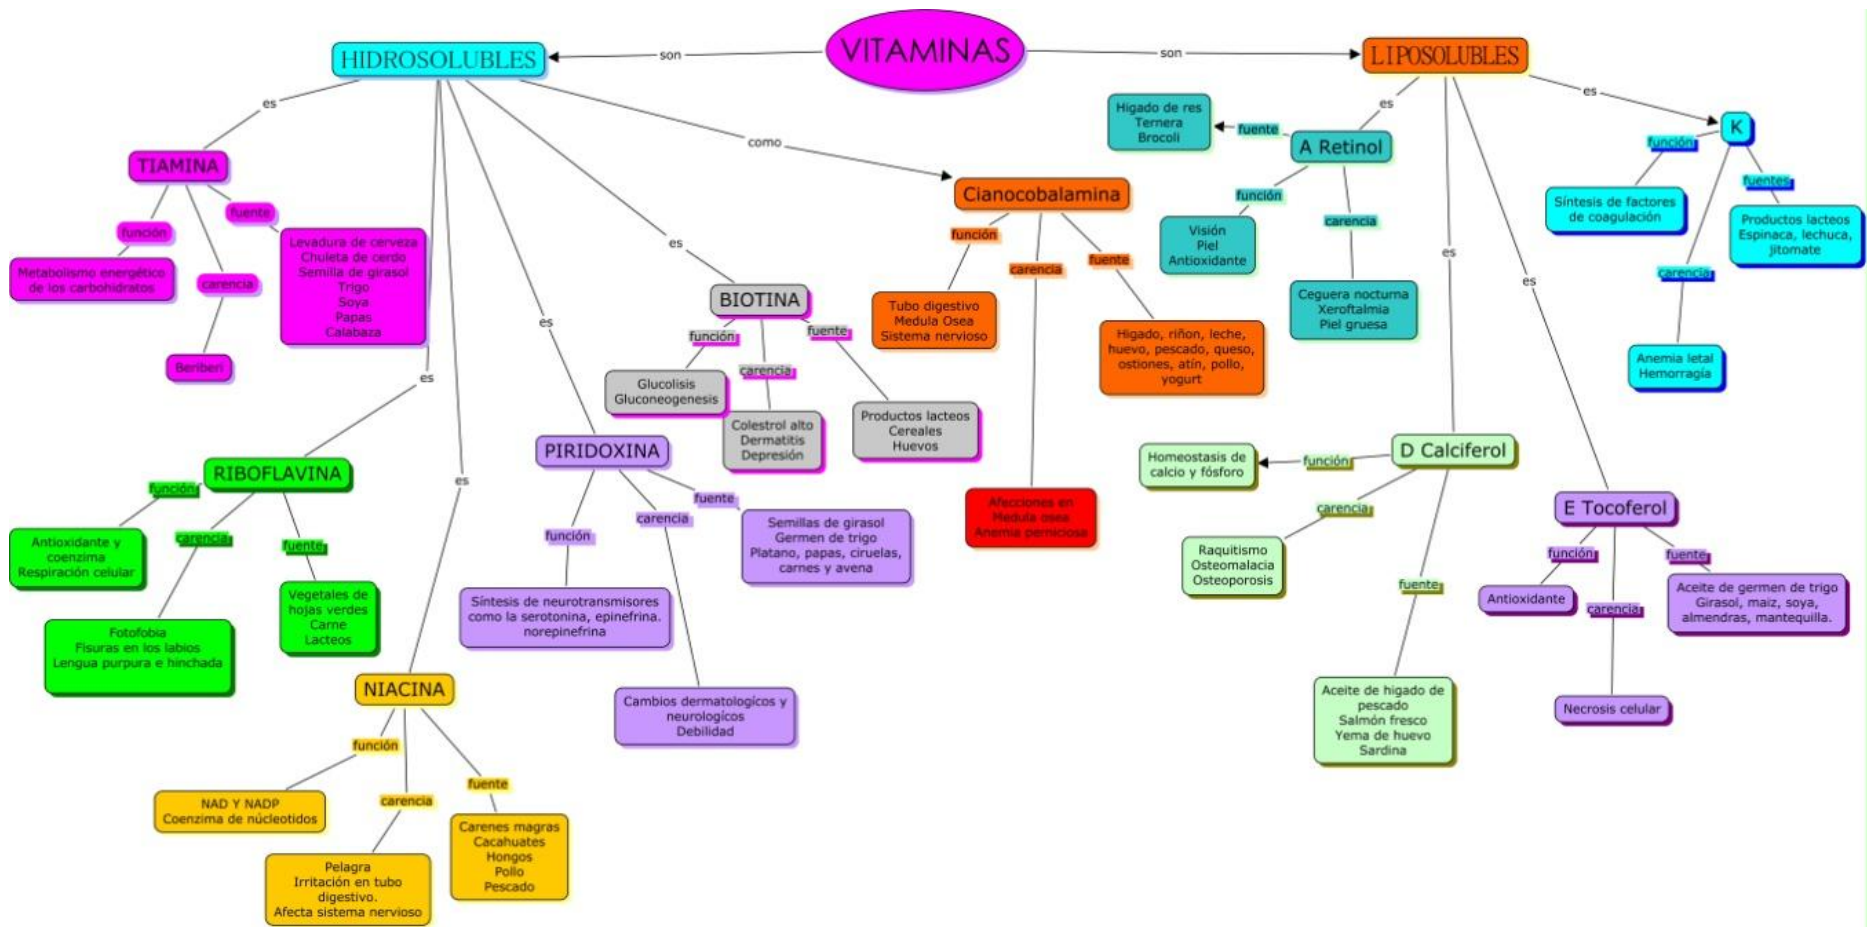 VITAMINAS
son
son
HIDROSOLUBLES
LIPOSOLUBLES
es
TIAMINA
función
Metabolismo energético
de los carbohidratos
carencia
Beriberi
fuente
Levadura de cerveza
Chuleta de cerdo
Semilla de girasol
Trigo
Soya
Papas
Calabaza
es
RIBOFLAVINA
función
Antioxidante y
coenzima
Respiración celular
carencia
Fotofobia
Fisuras en los labios
Lengua purpura e hinchada
fuente
Vegetales de
hojas verdes
Carne
Lacteos
es
NIACINA
función
NAD Y NADP
Coenzima de núcleotidos
carencia
Pelagra
Irritación en tubo
digestivo.
Afecta sistema nervioso
fuente
Carenes magras
Cacahuates
Hongos
Pollo
Pescado
es
PIRIDOXINA
función
Síntesis de neurotransmisores
como la serotonina, epinefrina.
norepinefrina
carencia
Cambios dermatologícos y
neurologícos
Debilidad
fuente
Semillas de girasol
Germen de trigo
Platano, papas, ciruelas,
carnes y avena
es
BIOTINA
función
Glucolisis
Gluconeogenesis
carencia
Colestrol alto
Dermatitis
Depresión
fuente
Productos lacteos
Cereales
Huevos
como
Cianocobalamina
función
Tubo digestivo
Medula Osea
Sistema nervioso
carencia
Afecciones en
Medula osea
Anemia perniciosa
fuente
Higado, riñon, leche,
huevo, pescado, queso,
ostiones, atín, pollo,
yogurt
es
A Retinol
fuente
Higado de res
Ternera
Brocoli
función
Visión
Piel
Antioxidante
carencia
Ceguera nocturna
Xeroftalmia
Piel gruesa
es
D Calciferol
función
Homeostasis de
calcio y fósforo
carencia
Raquitismo
Osteomalacia
Osteoporosis
fuente
Aceite de higado de
pescado
Salmón fresco
Yema de huevo
Sardina
es
E Tocoferol
función
Antioxidante
carencia
Necrosis celular
fuente
Aceite de germen de trigo
Girasol, maiz, soya,
almendras, mantequilla.
es
K
función
Síntesis de factores
de coagulación
carencia
Anemia letal
Hemorragía
fuentes
Productos lacteos
Espinaca, lechuca,
jitomate